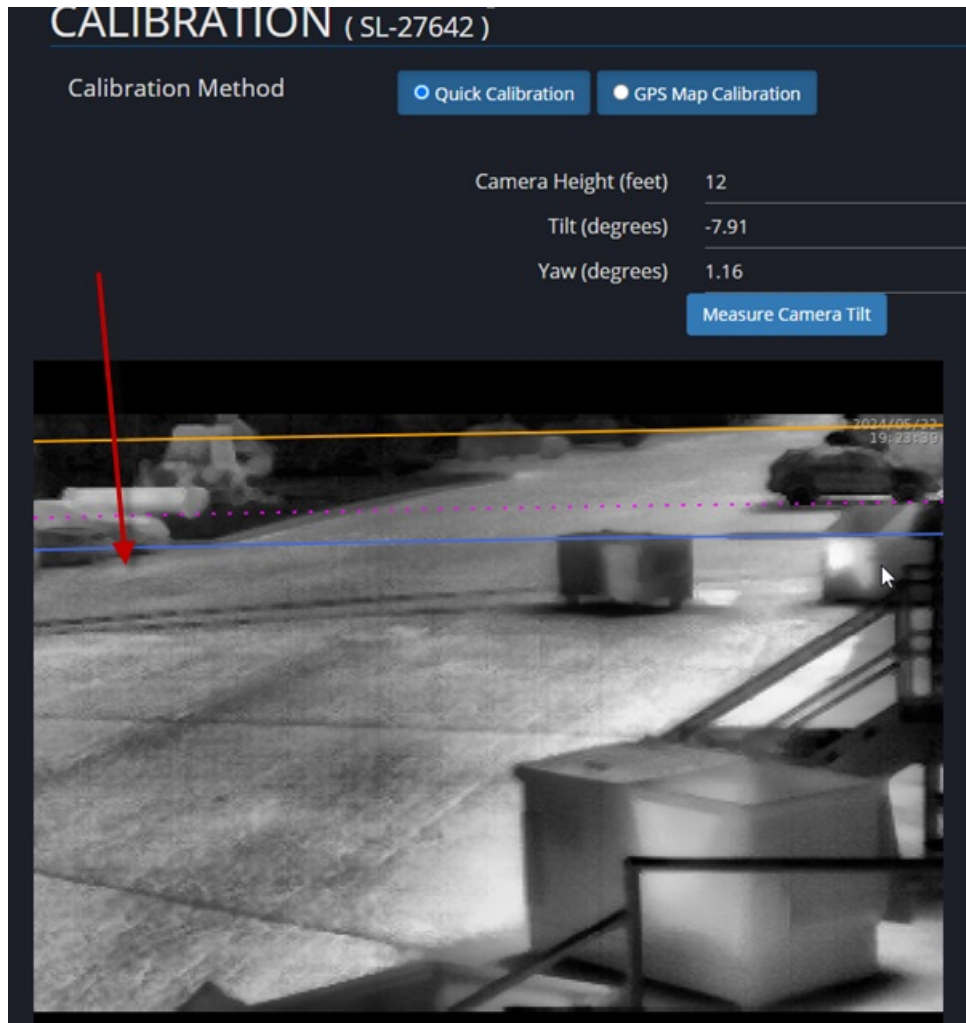 CALIBRATION ( SL-27642 )
Calibration Method
Quick Calibration
GPS Map Calibration
Camera Height (feet) 12
Tilt (degrees) -7.91
Yaw (degrees) 1.16
Measure Camera Tilt
2024/05/22
19:23:39